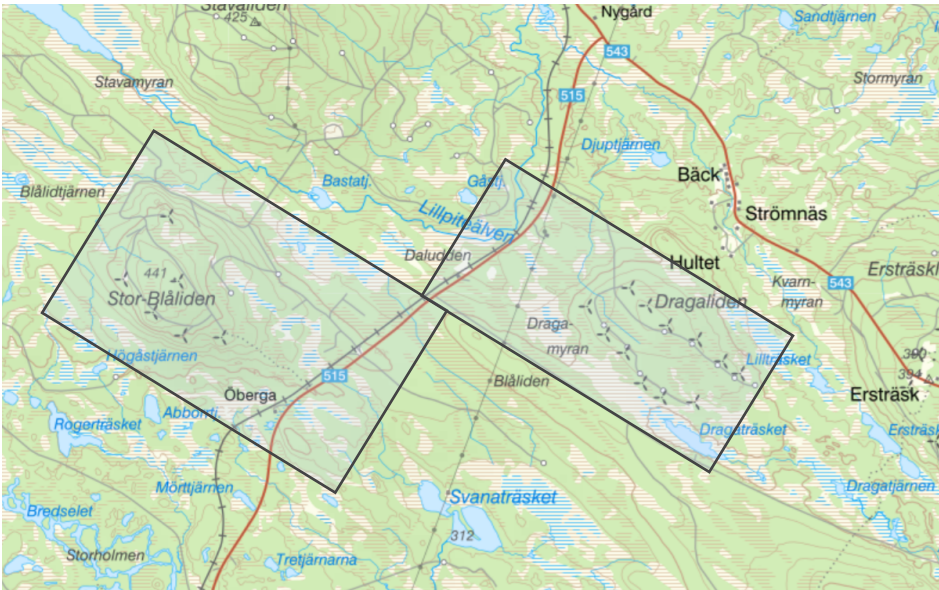 Stavaliden
425
Nygård
Sandtjärnen
543
Stavamyran
Stormyran
515
Djuptjärnen
Bäck
Blålidtjärnen
Bastatj.
Gåstj.
Strömnäs
Lillpiteälven
Daludden
Hultet
Ersträskl
441
Kvarn-
myran
543
Stor-Blåliden
Dragaliden
Draga-
myran
Högåstjärnen
Lillträsket
390
515
Blåliden
394
Öberga
Ersträsk
Abborrtj.
Rogerträsket
Dragaträsket
Ersträsk
Mörttjärnen
Svanaträsket
Dragatjärnen
Bredselet
312
Storholmen
Tretjärnarna